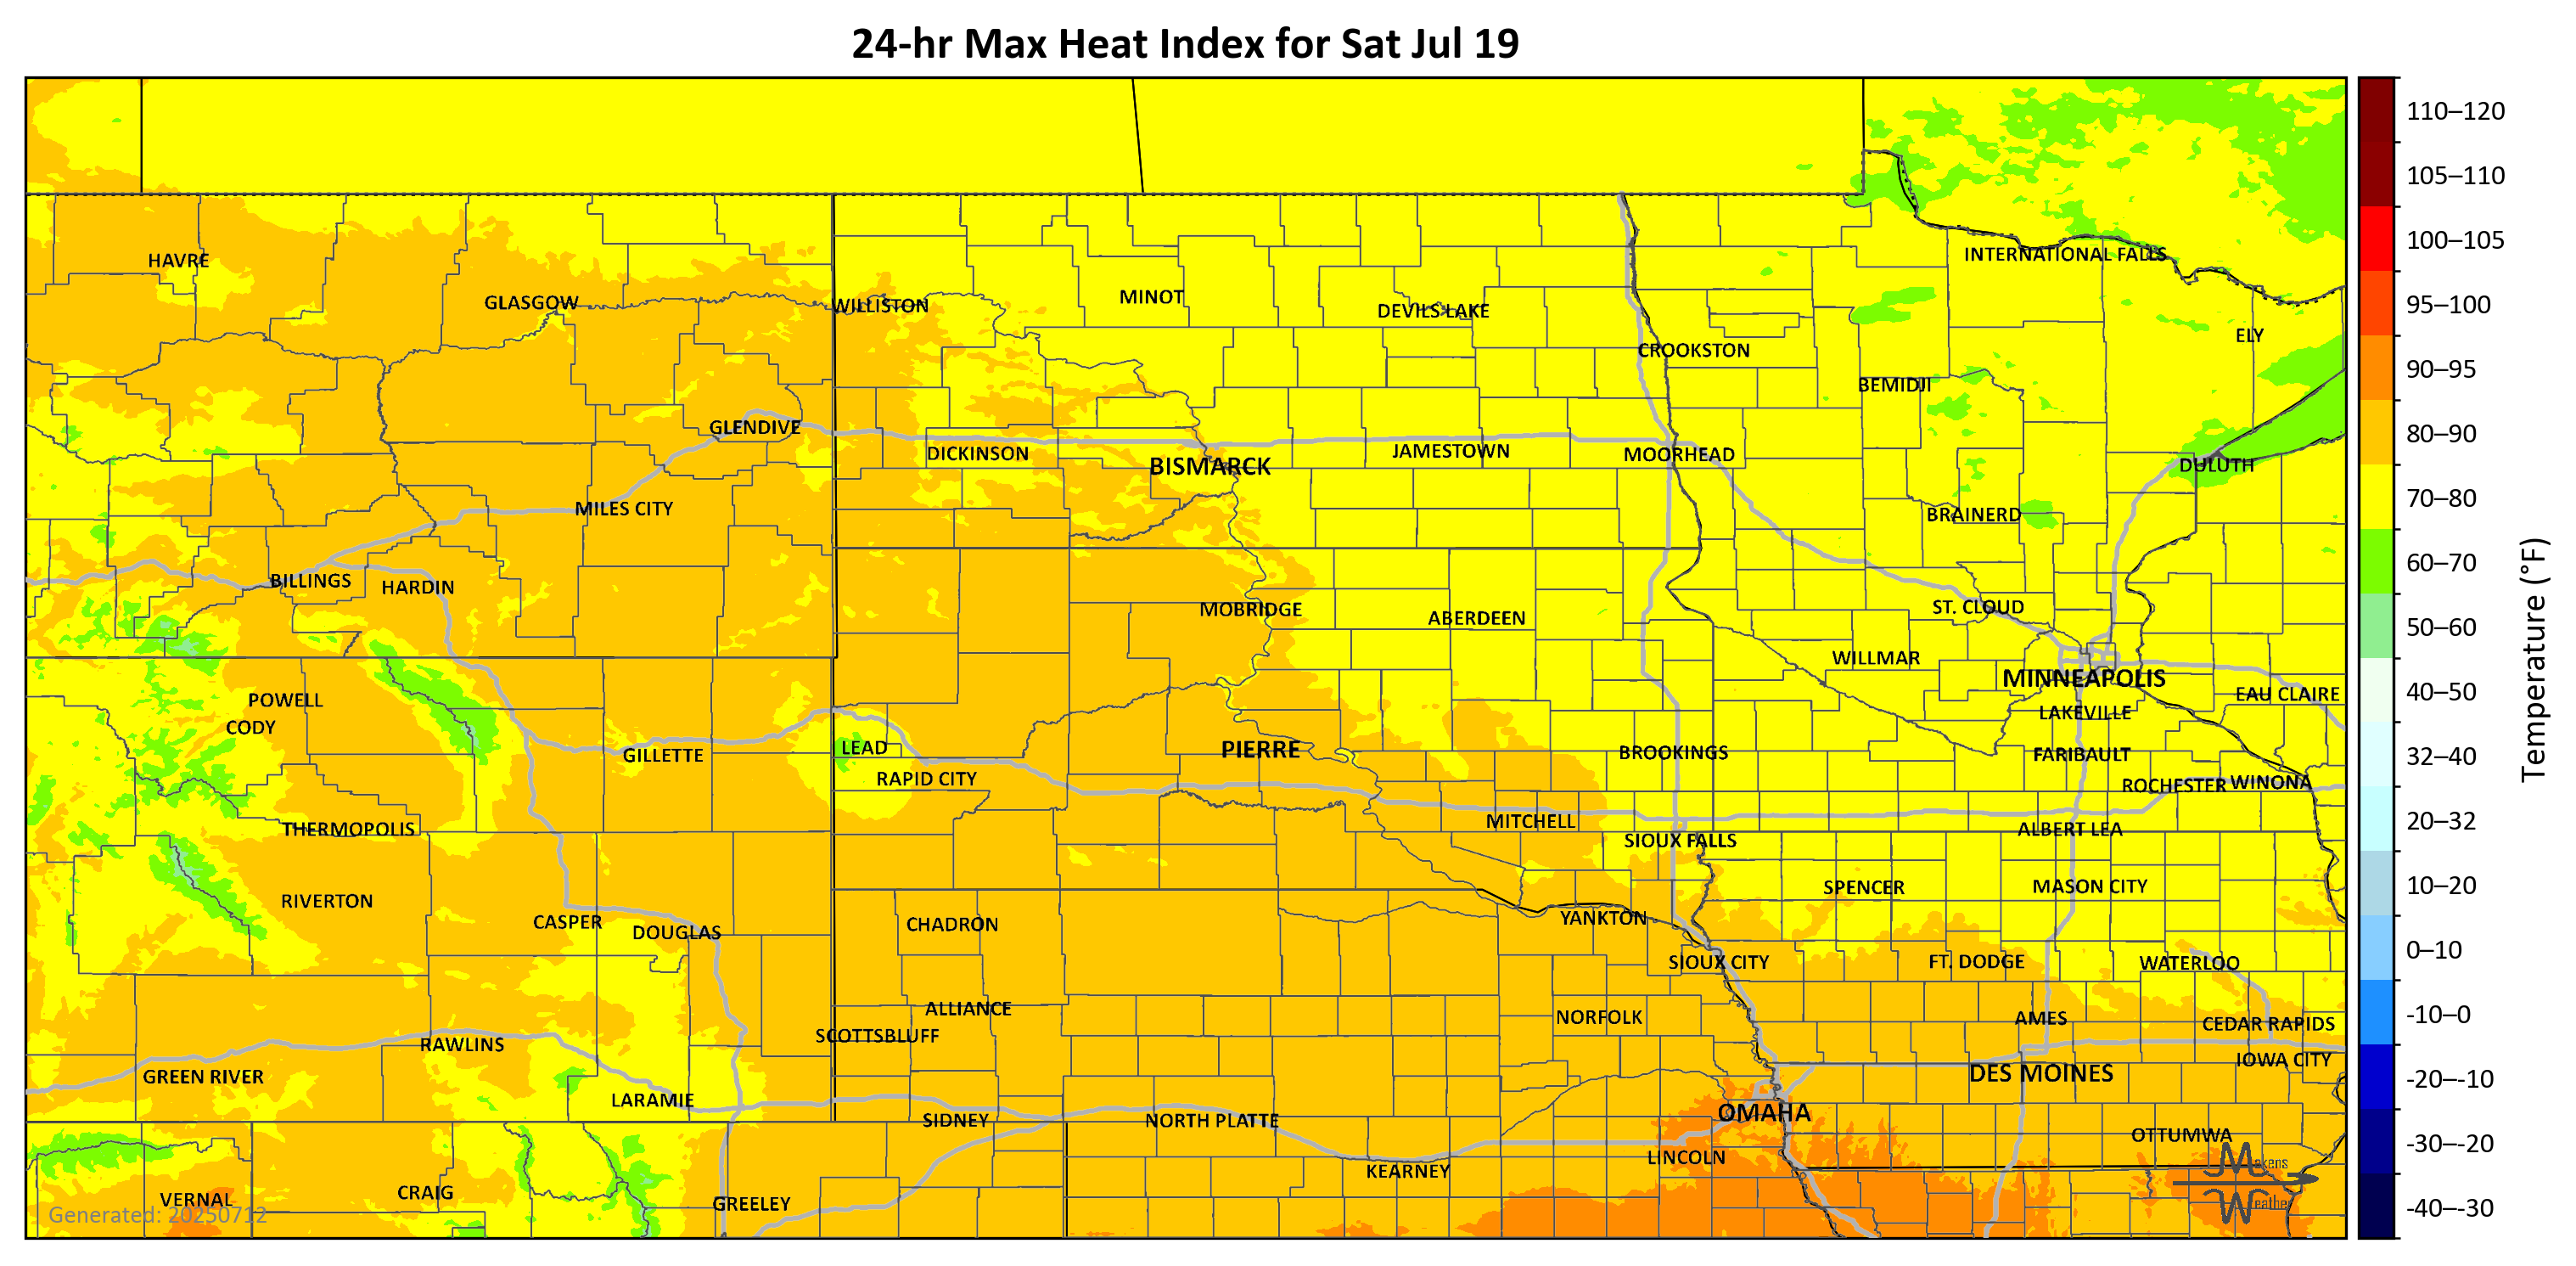 24-hr Max Heat Index for Sat Jul 19
110–120
105–110
100–105
95–100
90–95
80–90
70–80
60–70
50–60
40–50
32–40
20–32
10–20
0–10
-10–0
-20–-10
-30–-20
-40–-30
Temperature (°F)
HAVRE
INTERNATIONAL FALLS
GLASGOW
WILLISTON
MINOT
DEVILS LAKE
ELY
CROOKSTON
BEMIDJI
GLENDIVE
DICKINSON
BISMARCK
JAMESTOWN
MOORHEAD
DULUTH
MILES CITY
BRAINERD
BILLINGS
HARDIN
MOBRIDGE
ABERDEEN
ST. CLOUD
WILLMAR
MINNEAPOLIS
EAU CLAIRE
POWELL
CODY
LAKEVILLE
GILLETTE
LEAD
PIERRE
BROOKINGS
FARIBAULT
RAPID CITY
ROCHESTER
WINONA
THERMOPOLIS
MITCHELL
SIOUX FALLS
ALBERT LEA
RIVERTON
SPENCER
MASON CITY
CASPER
DOUGLAS
CHADRON
YANKTON
SIOUX CITY
FT. DODGE
WATERLOO
ALLIANCE
NORFOLK
AMES
CEDAR RAPIDS
SCOTTSBLUFF
RAWLINS
IOWA CITY
GREEN RIVER
DES MOINES
LARAMIE
SIDNEY
NORTH PLATTE
OMAHA
OTTUMWA
LINCOLN
KEARNEY
VERNAL
CRAIG
GREELEY
Makens
Weather
Generated: 20250712